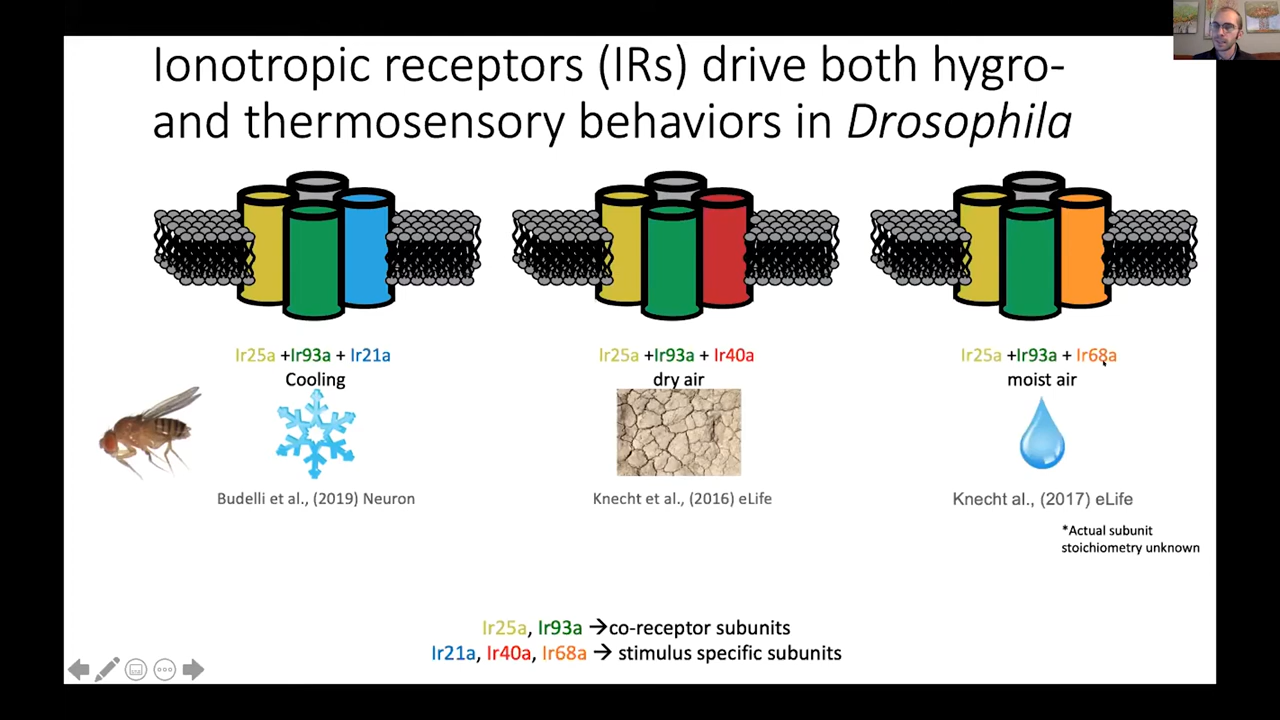 Ionotropic receptors (IRs) drive both hygro-
and thermosensory behaviors in Drosophila
Ir25a +Ir93a + Ir21a
Cooling
Budelli et al., (2019) Neuron
Ir25a +Ir93a + Ir40a
dry air
Knecht et al., (2016) eLife
Ir25a +Ir93a + Ir68a
moist air
Knecht al., (2017) eLife
*Actual subunit
stoichiometry unknown
Ir25a, Ir93a →co-receptor subunits
Ir21a, Ir40a, Ir68a → stimulus specific subunits